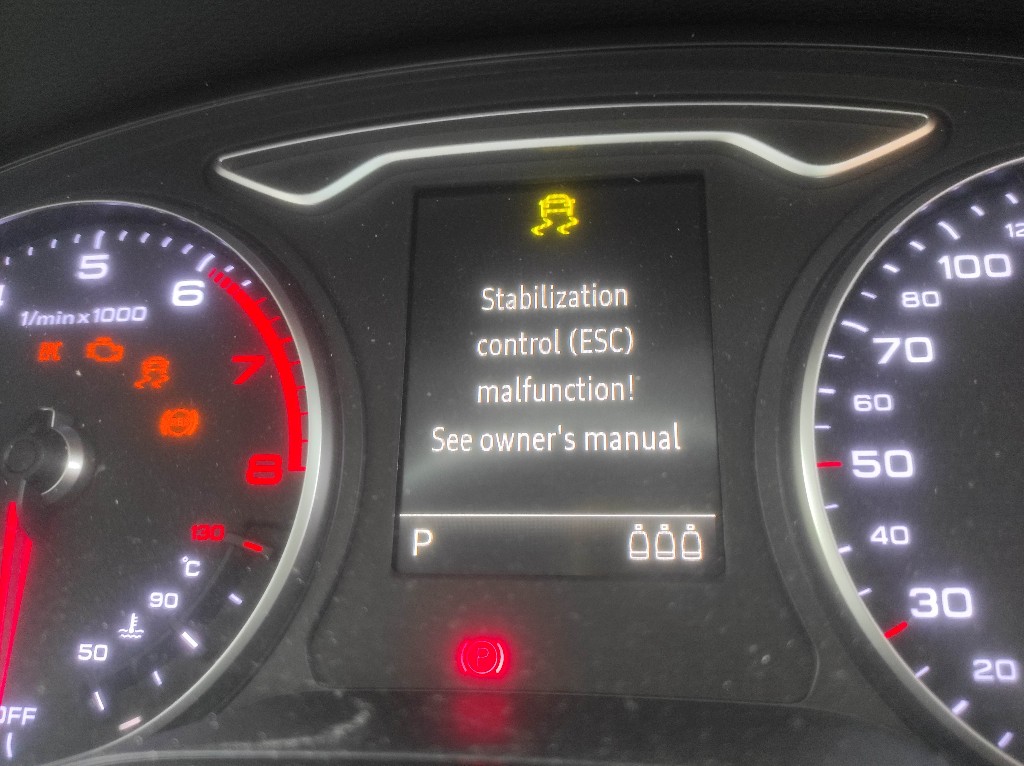 5
6
1/min x 1000
EPC
7
8
130
°C
90
50
OFF
Stabilization
control (ESC)
malfunction!
See owner's manual
P
(P)
100
80
70
60
50
40
30
20